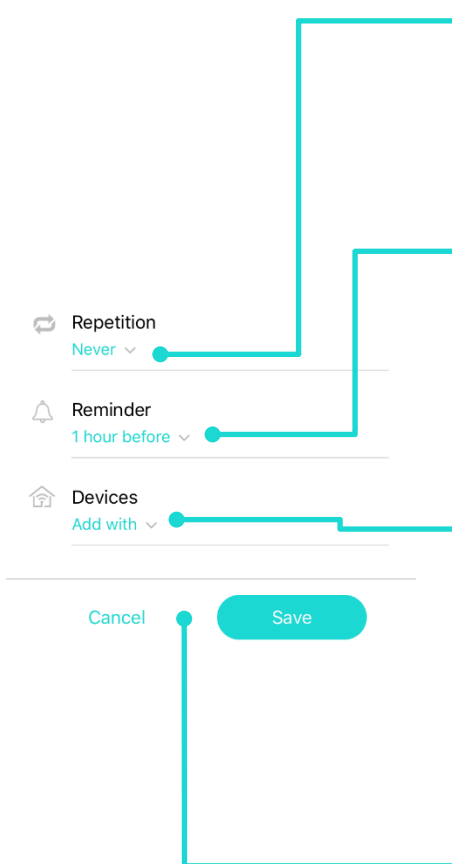 Repetition
Never
Reminder
1 hour before
Devices
Add with
Cancel Save